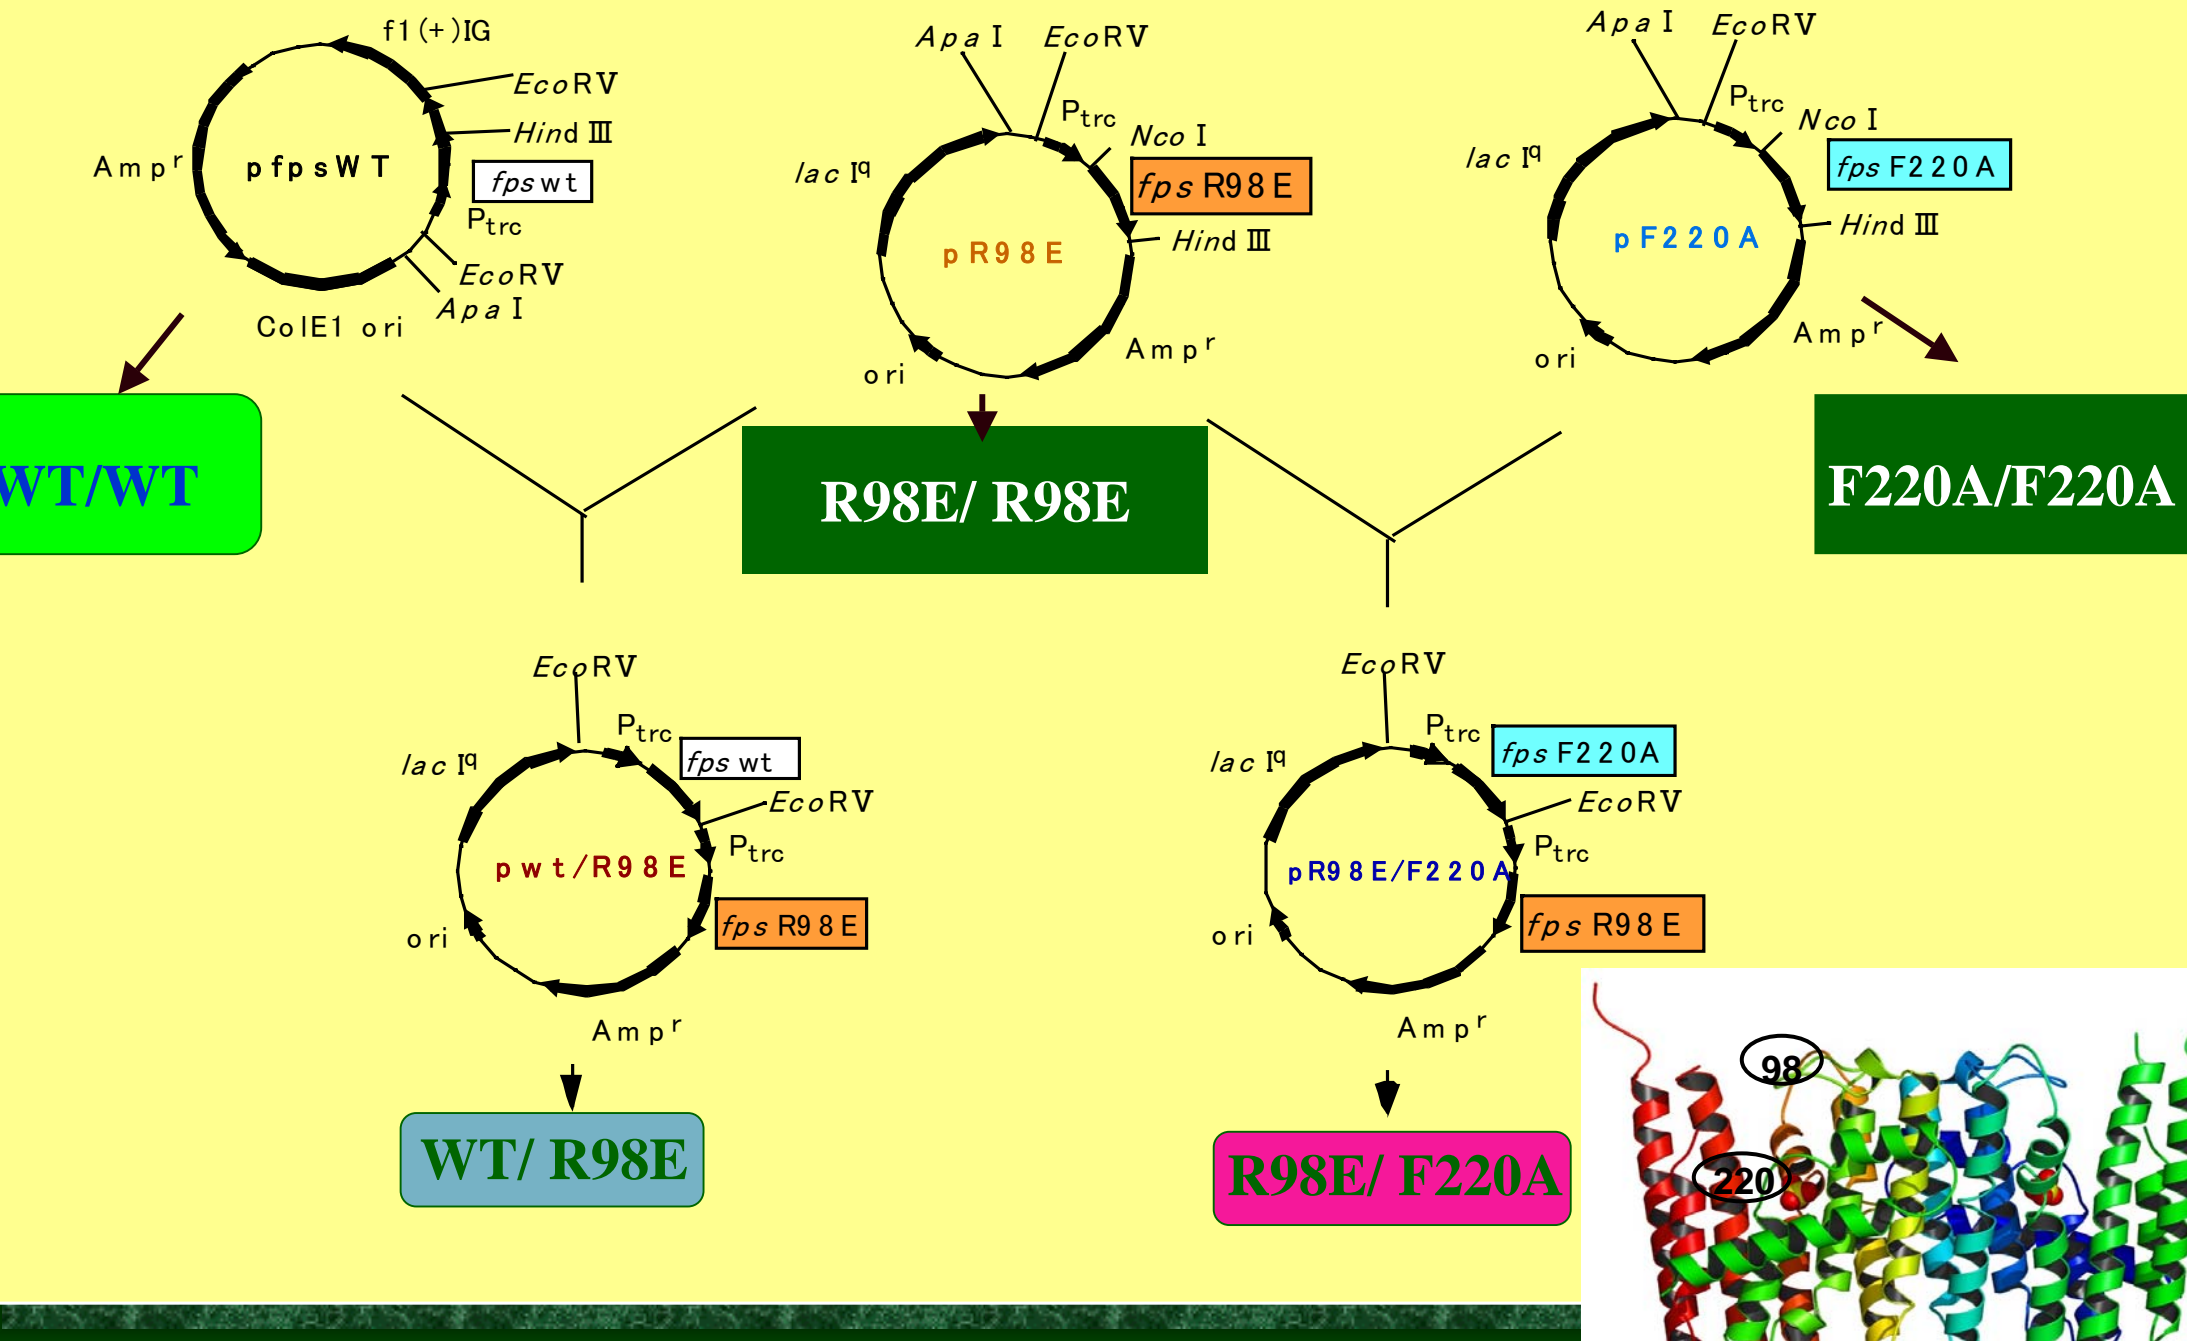 f1(+)IG
EcoRV
HindⅢ
Ampʳ
pfpsWT
fps wt
Ptrc
EcoRV
ApaⅠ
ColE1 ori
ApaⅠ
EcoRV
Ptrc
NcoⅠ
lac Iq
fps R98E
pR98E
HindⅢ
Ampʳ
ori
ApaⅠ
EcoRV
Ptrc
NcoⅠ
lac Iq
fps F220A
pF220A
HindⅢ
Ampʳ
ori
WT/WT
R98E/ R98E
F220A/F220A
EcoRV
Ptrc
fps wt
lac Iq
EcoRV
Ptrc
pwt/R98E
fps R98E
ori
Ampʳ
WT/ R98E
EcoRV
Ptrc
fps F220A
lac Iq
EcoRV
Ptrc
pR98E/F220A
fps R98E
ori
Ampʳ
R98E/ F220A
98
220